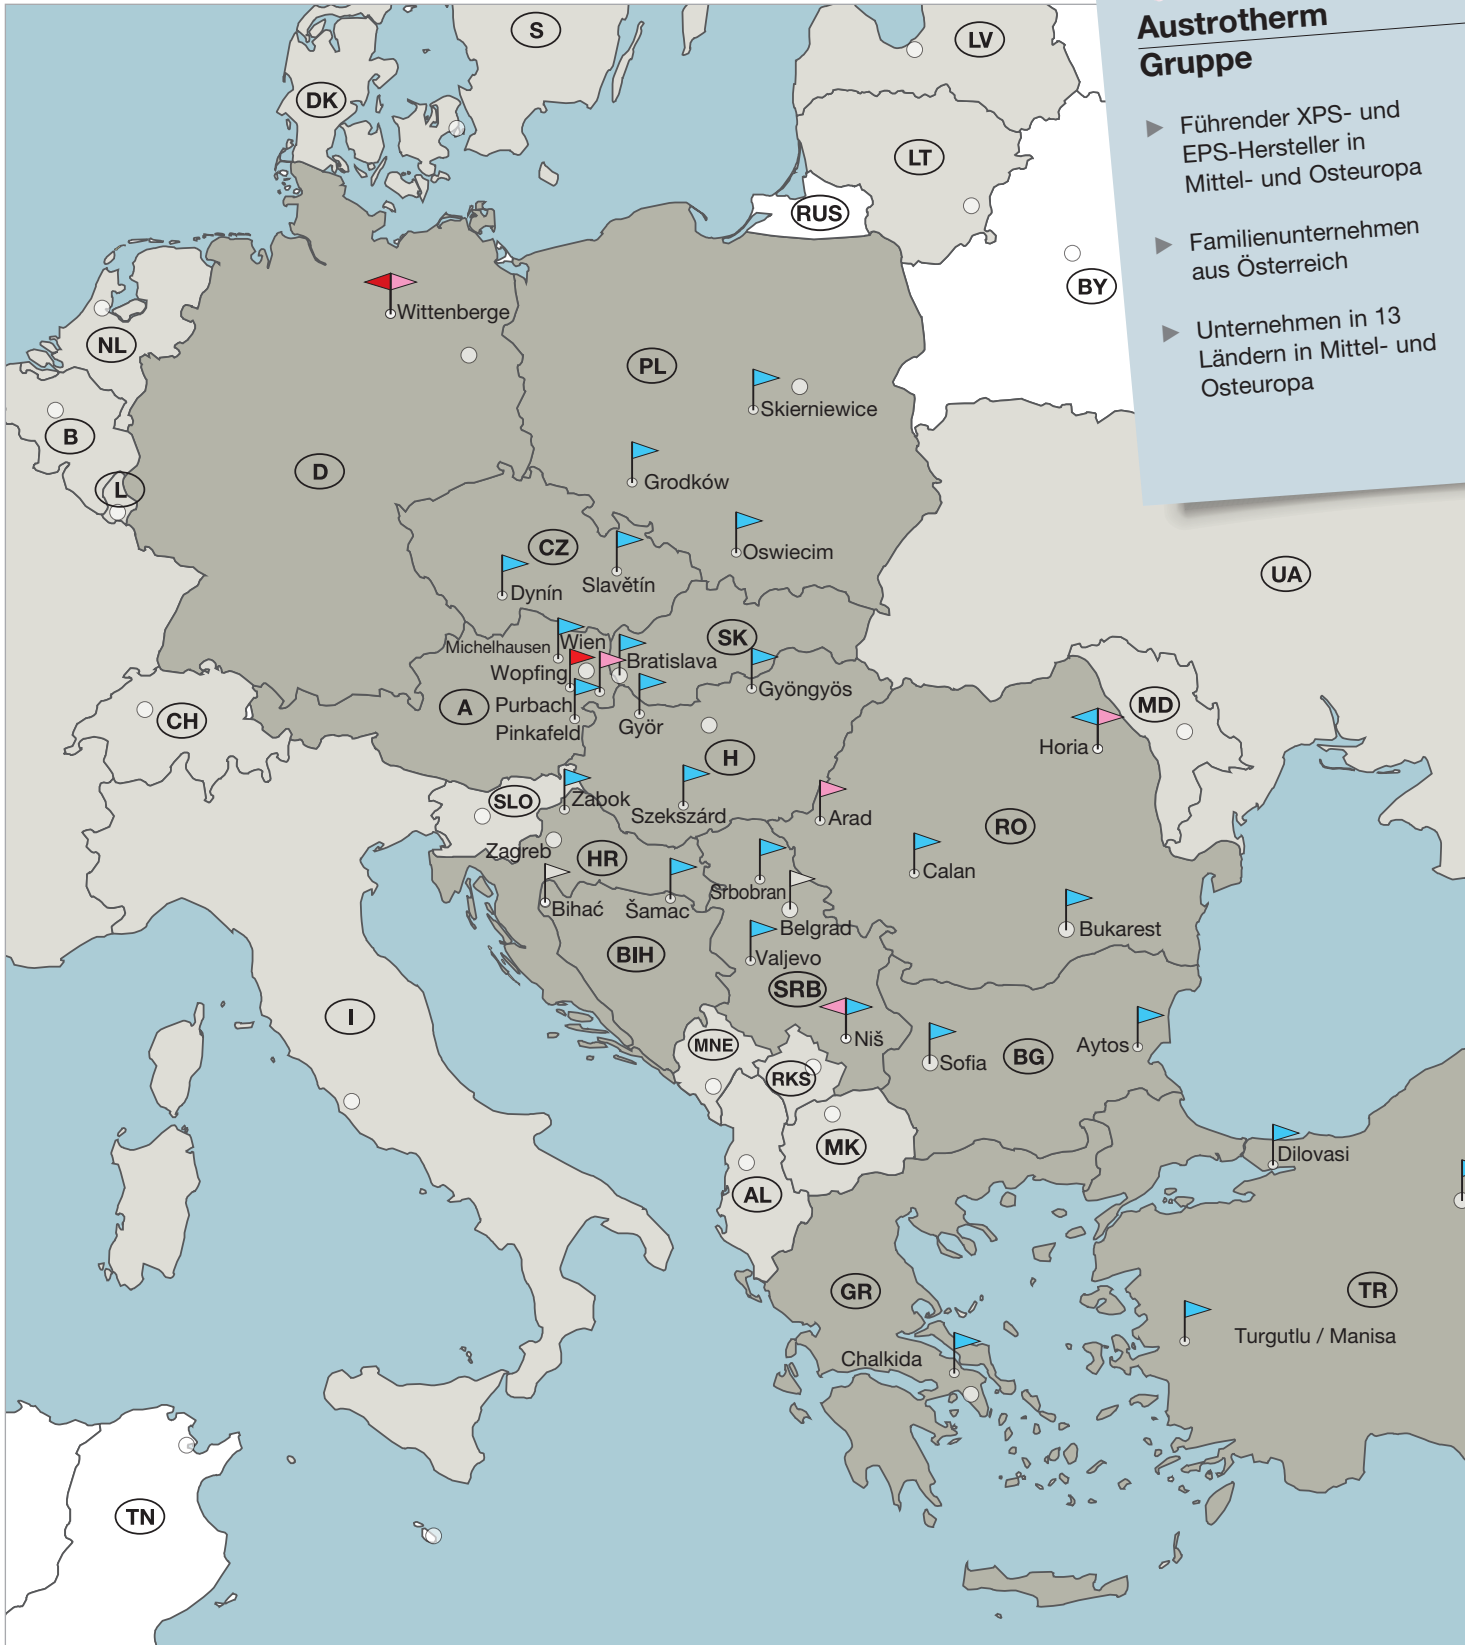 Austrotherm
Gruppe
Führender XPS- und
EPS-Hersteller in
Mittel- und Osteuropa
Familienunternehmen
aus Österreich
Unternehmen in 13
Ländern in Mittel- und
Osteuropa
S
LV
DK
LT
RUS
BY
Wittenberge
NL
PL
Skierniewice
B
D
L
Grodków
CZ
Oswiecim
UA
Dynín
Slavětín
Michelhausen
Wien
SK
Wopfing
Bratislava
Gyöngyös
A
Purbach
Pinkafeld
Györ
CH
MD
Horia
H
SLO
Zabok
Szekszárd
Arad
RO
Zagreb
HR
Calan
Srbobran
Bihać
Šamac
Belgrad
Bukarest
BIH
Valjevo
SRB
I
MNE
Niš
RKS
Sofia
BG
Aytos
MK
Dilovasi
AL
GR
TR
Turgutlu / Manisa
Chalkida
TN